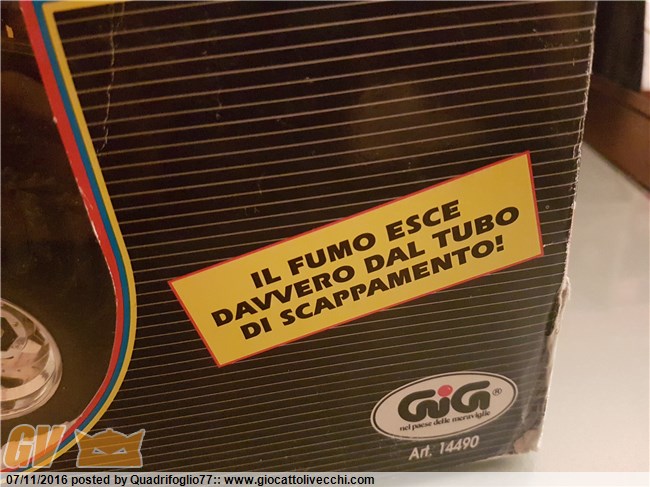 IL FUMO ESCE
DAVVERO DAL TUBO
DI SCAPPAMENTO!
GiG ®
nel paese delle meraviglie
Art. 14490
GV
07/11/2016 posted by Quadrifoglio77:: www.giocattolivecchi.com